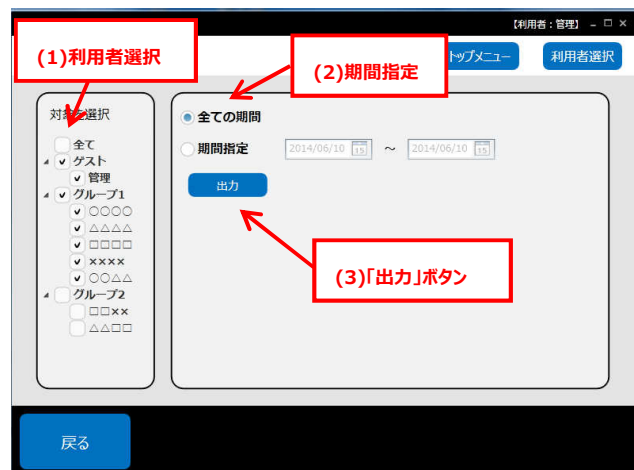 【利用者：管理】
(1)利用者選択
(2)期間指定
トップメニュー
利用者選択
対象を選択
全て
ゲスト
管理
グループ1
○○○○
△△△△
□□□□
××××
○○△△
グループ2
□□××
△△□□
全ての期間
期間指定 2014/06/10 15 ～ 2014/06/10 15
出力
(3)「出力」ボタン
戻る